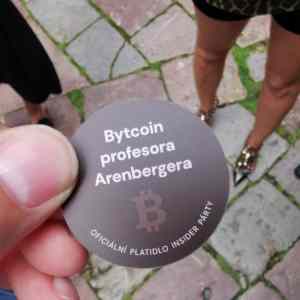 Bytcoin
profesora
Arenbergera
OFICIÁLNÍ PLATIDLO INSIDER PÁRTY